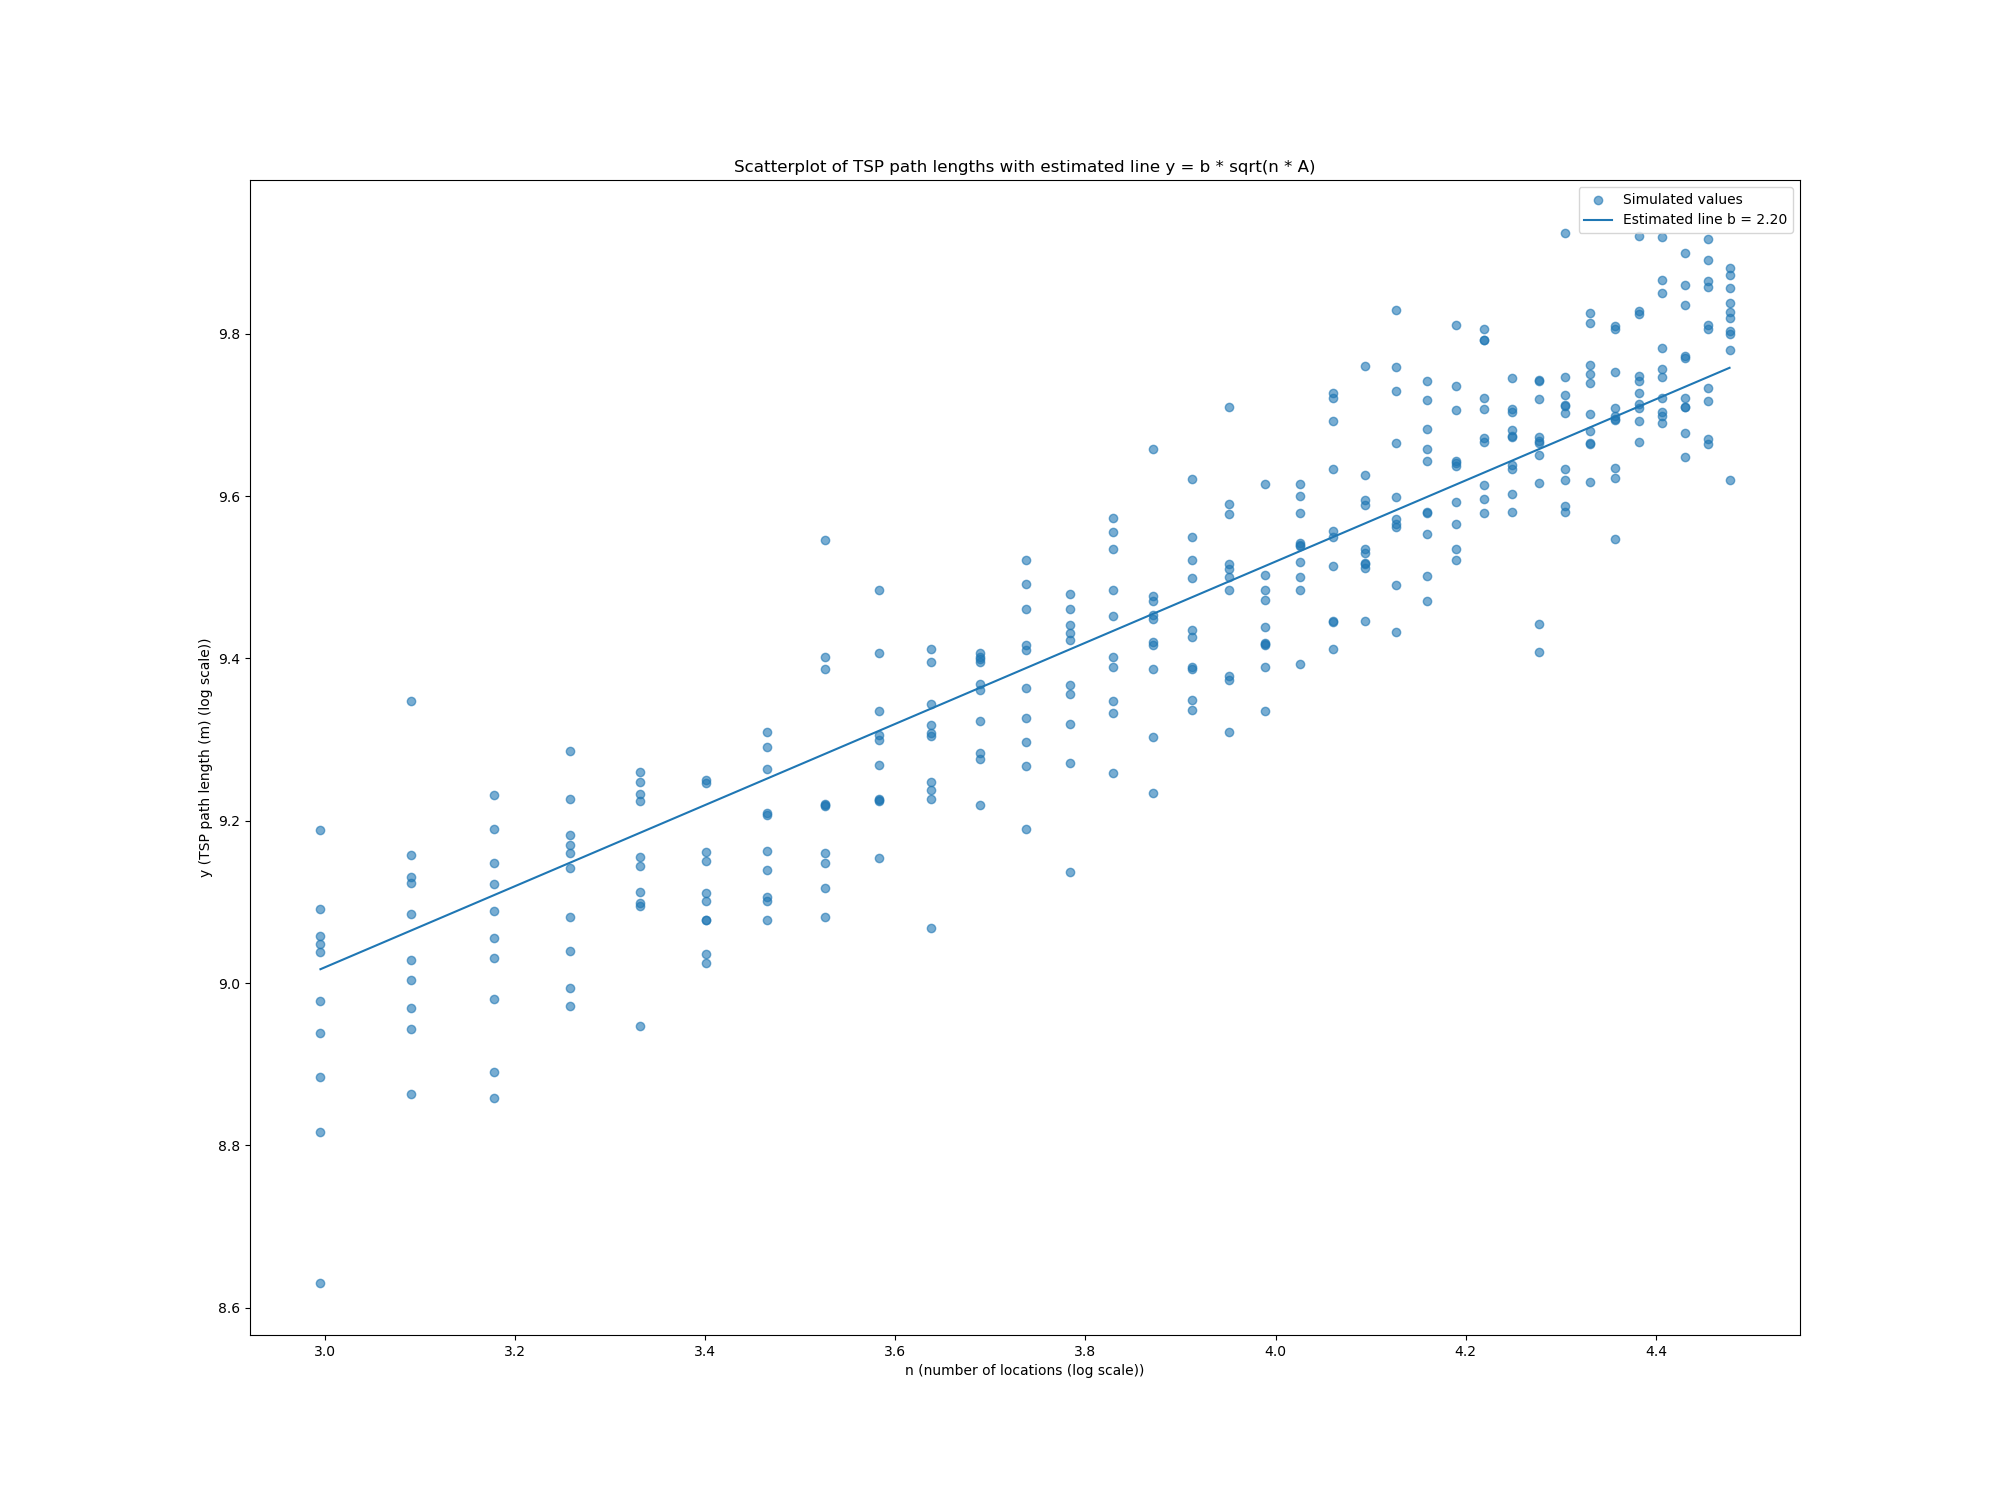 Scatterplot of TSP path lengths with estimated line y = b * sqrt(n * A)
Simulated values
Estimated line b = 2.20
9.8
9.6
9.4
9.2
9.0
8.8
8.6
y (TSP path length (m) (log scale))
3.0 3.2 3.4 3.6 3.8 4.0 4.2 4.4
n (number of locations (log scale))